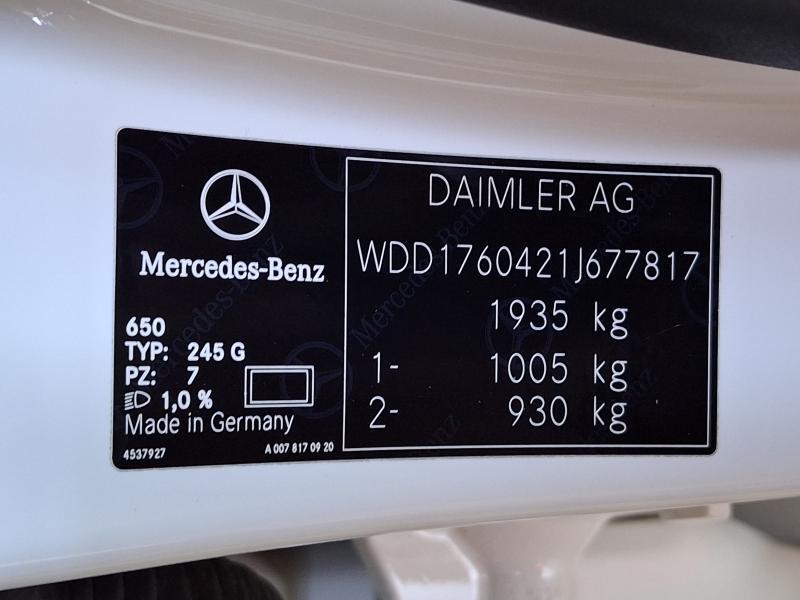 Mercedes-Benz
650
TYP: 245 G
PZ: 7
1,0 %
Made in Germany
4537927
A 007 817 09 20
DAIMLER AG
WDD1760421J677817
1935 kg
1- 1005 kg
2- 930 kg